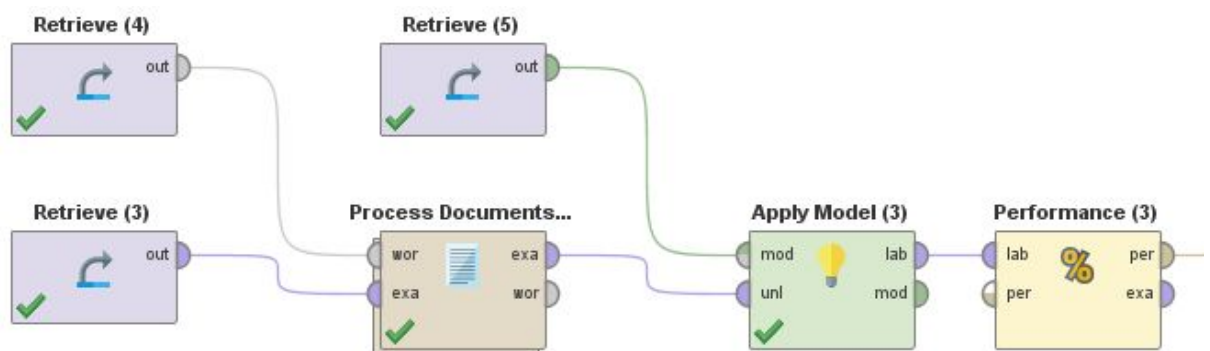 Retrieve (4)
Retrieve (5)
out
out
Retrieve (3)
Process Documents...
Apply Model (3)
Performance (3)
out
wor
exa
mod
lab
lab
per
exa
wor
unl
mod
per
exa